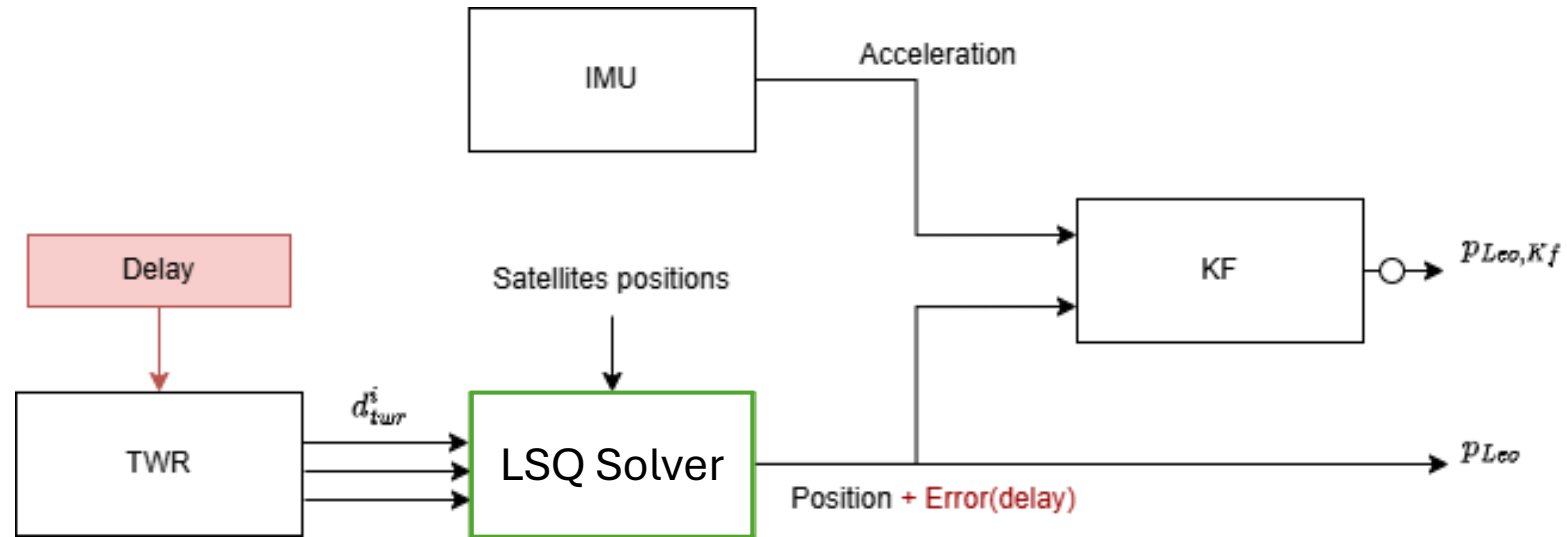 IMU
Acceleration
Delay
Satellites positions
KF
p_{Leo,Kf}
d^i_{twr}
TWR
LSQ Solver
p_{Leo}
Position + Error(delay)